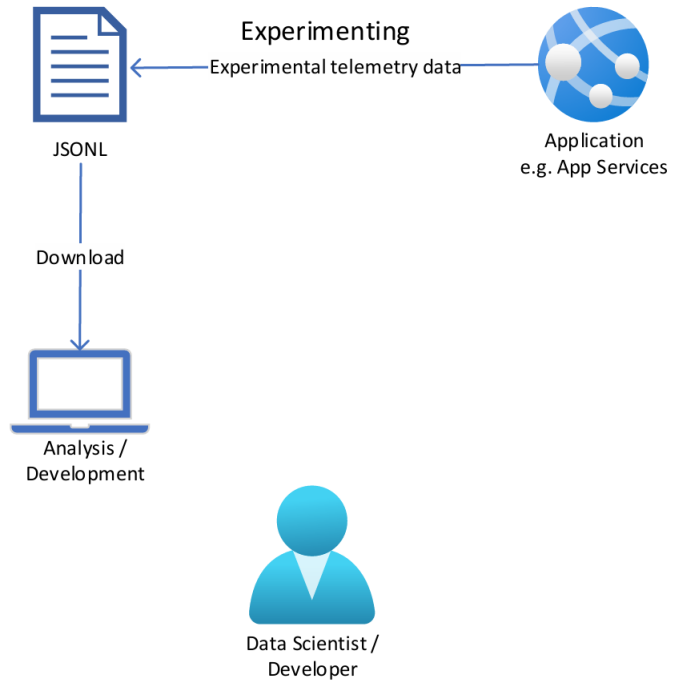 Experimenting
Experimental telemetry data
JSONL
Application
e.g. App Services
Download
Analysis /
Development
Data Scientist /
Developer